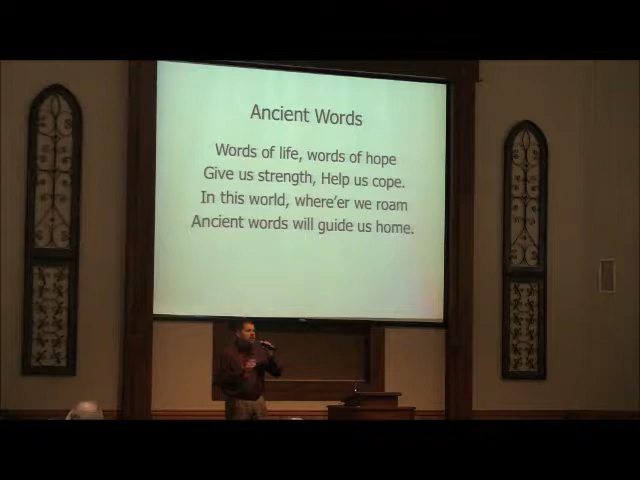 Ancient Words
Words of life, words of hope
Give us strength, Help us cope.
In this world, where'er we roam
Ancient words will guide us home.